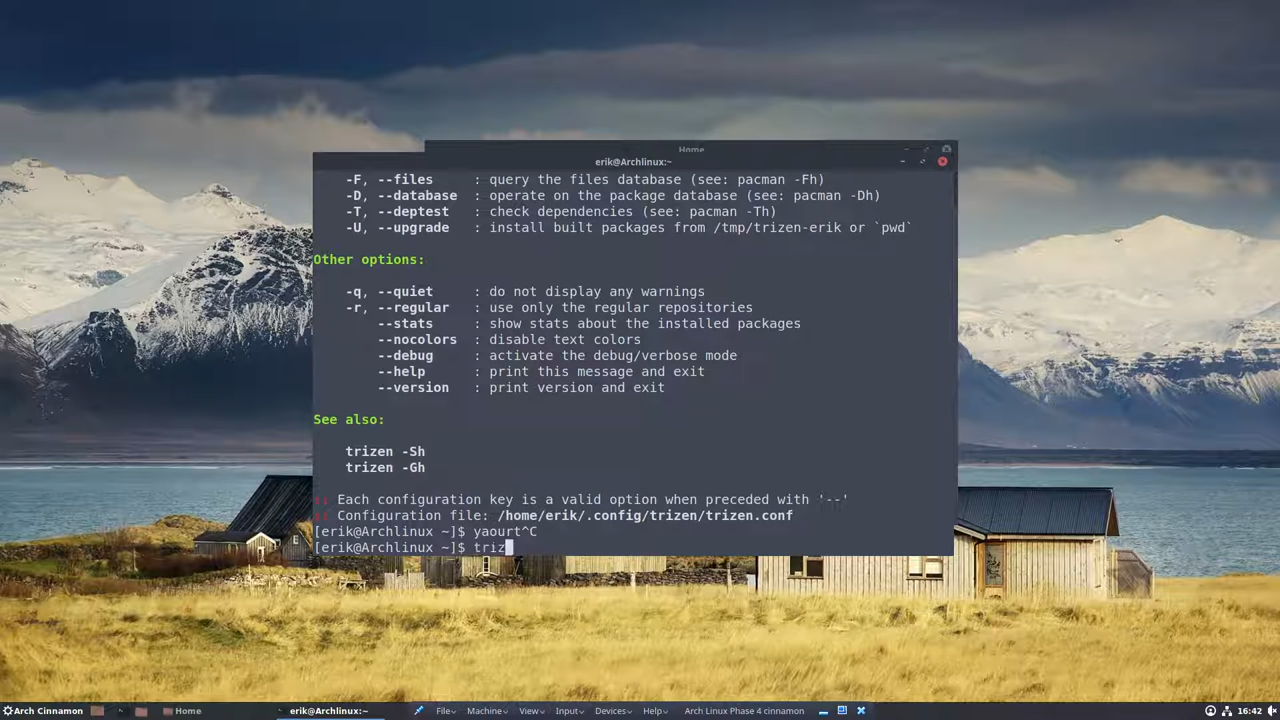 Home
erik@Archlinux:~
-F, --files : query the files database (see: pacman -Fh)
-D, --database : operate on the package database (see: pacman -Dh)
-T, --deptest : check dependencies (see: pacman -Th)
-U, --upgrade : install built packages from /tmp/trizen-erik or `pwd`
Other options:
-q, --quiet : do not display any warnings
-r, --regular : use only the regular repositories
--stats : show stats about the installed packages
--nocolors : disable text colors
--debug : activate the debug/verbose mode
--help : print this message and exit
--version : print version and exit
See also:
trizen -Sh
trizen -Gh
:: Each configuration key is a valid option when preceded with '--'
:: Configuration file: /home/erik/.config/trizen/trizen.conf
[erik@Archlinux ~]$ yaourt^C
[erik@Archlinux ~]$ triz
Arch Cinnamon Home erik@Archlinux:~ File Machine View Input Devices Help Arch Linux Phase 4 cinnamon 16:42